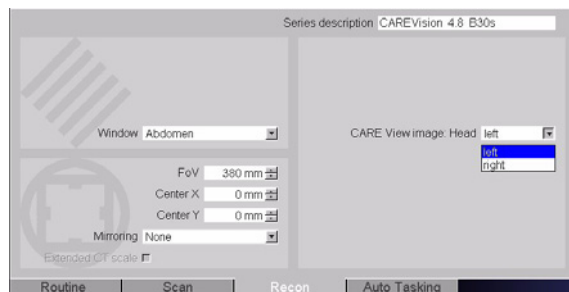 Series description CAREVision 4.8 B30s
Window Abdomen
CARE View image: Head left
left
right
FoV 380 mm
Center X 0 mm
Center Y 0 mm
Mirroring None
Extended CT scale
Routine Scan Recon Auto Tasking